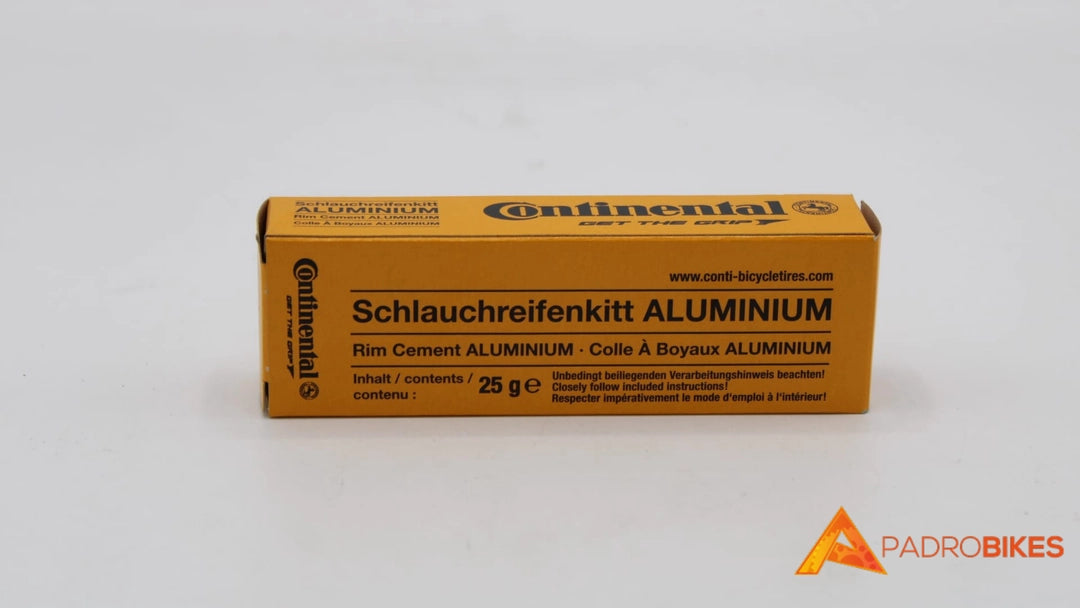 Schlauchreifenkitt
ALUMINIUM
Rim Cement ALUMINIUM
Colle À Boyaux ALUMINIUM
Continental
GET THE GRIP
Continental
GET THE GRIP
www.conti-bicycletires.com
Schlauchreifenkitt ALUMINIUM
Rim Cement ALUMINIUM · Colle À Boyaux ALUMINIUM
Inhalt / contents /
contenu :
25 g ℮
Unbedingt beiliegenden Verarbeitungshinweis beachten!
Closely follow included instructions!
Respecter impérativement le mode d'emploi à l'intérieur!
PADROBIKES